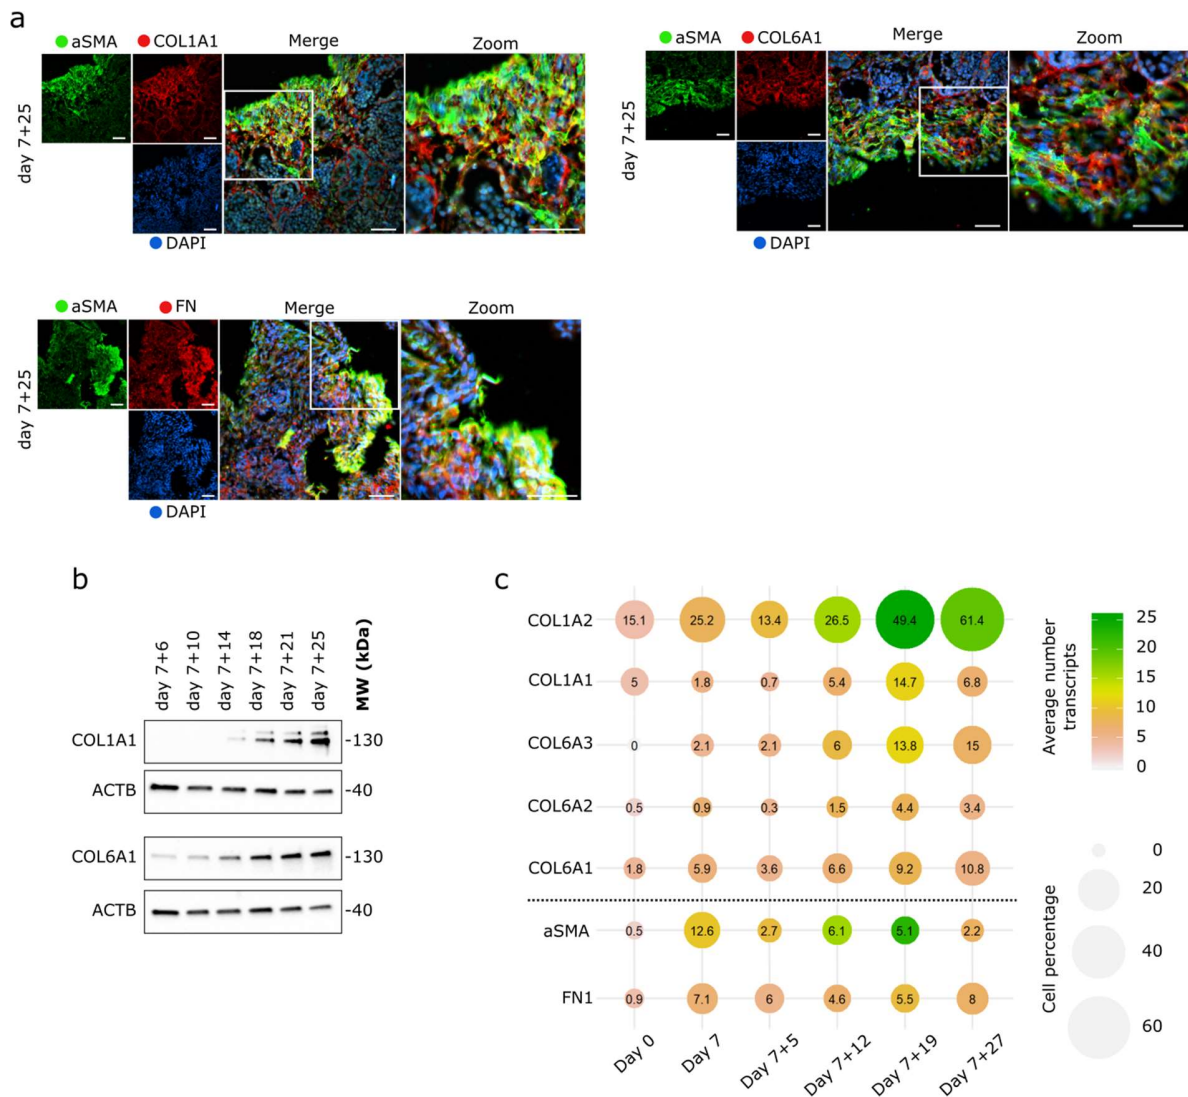 a
aSMA COL1A1 Merge Zoom
day 7+25
DAPI
aSMA COL6A1 Merge Zoom
day 7+25
DAPI
aSMA FN Merge Zoom
day 7+25
DAPI
b
day 7+6 day 7+10 day 7+14 day 7+18 day 7+21 day 7+25 MW (kDa)
COL1A1 -130
ACTB -40
COL6A1 -130
ACTB -40
c
COL1A2 15.1 25.2 13.4 26.5 49.4 61.4
COL1A1 5 1.8 0.7 5.4 14.7 6.8
COL6A3 0 2.1 2.1 6 13.8 15
COL6A2 0.5 0.9 0.3 1.5 4.4 3.4
COL6A1 1.8 5.9 3.6 6.6 9.2 10.8
aSMA 0.5 12.6 2.7 6.1 5.1 2.2
FN1 0.9 7.1 6 4.6 5.5 8
Day 0 Day 7 Day 7+5 Day 7+12 Day 7+19 Day 7+27
Average number
transcripts
25
20
15
10
5
0
Cell percentage
0
20
40
60